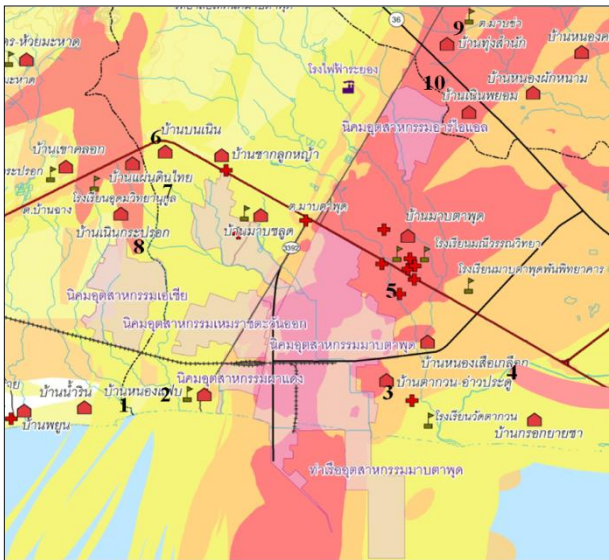 36
9
ต.มาบข่า
บ้านทุ่งสำนัก
โรงไฟฟ้าระยอง
10
บ้านหนองผักหนาม
บ้านเนินพยอม
นิคมอุตสาหกรรมอาร์ไอแอล
6
บ้านบนเนิน
บ้านเขาคลอก
บ้านแผ่นดินไทย
บ้านซากลูกหญ้า
7
ต.บ้านฉาง
โรงเรียนอุดมวิทยานุกูล
บ้านเนินกระปรอก
บ้านมาบชลูด
ต.มาบตาพุด
บ้านมาบตาพุด
8
3392
โรงเรียนมณีวรรณวิทยา
โรงเรียนมาบตาพุดพันพิทยาคาร
5
นิคมอุตสาหกรรมเอเซีย
นิคมอุตสาหกรรมเหมราชตะวันออก
นิคมอุตสาหกรรมมาบตาพุด
บ้านหนองเสือเกลือก
4
นิคมอุตสาหกรรมผาแดง
3
บ้านตากวน-อ่าวประดู่
บ้านน้ำริน
1
2
บ้านพยูน
โรงเรียนวัดตากวน
บ้านกรอกยายชา
ท่าเรืออุตสาหกรรมมาบตาพุด